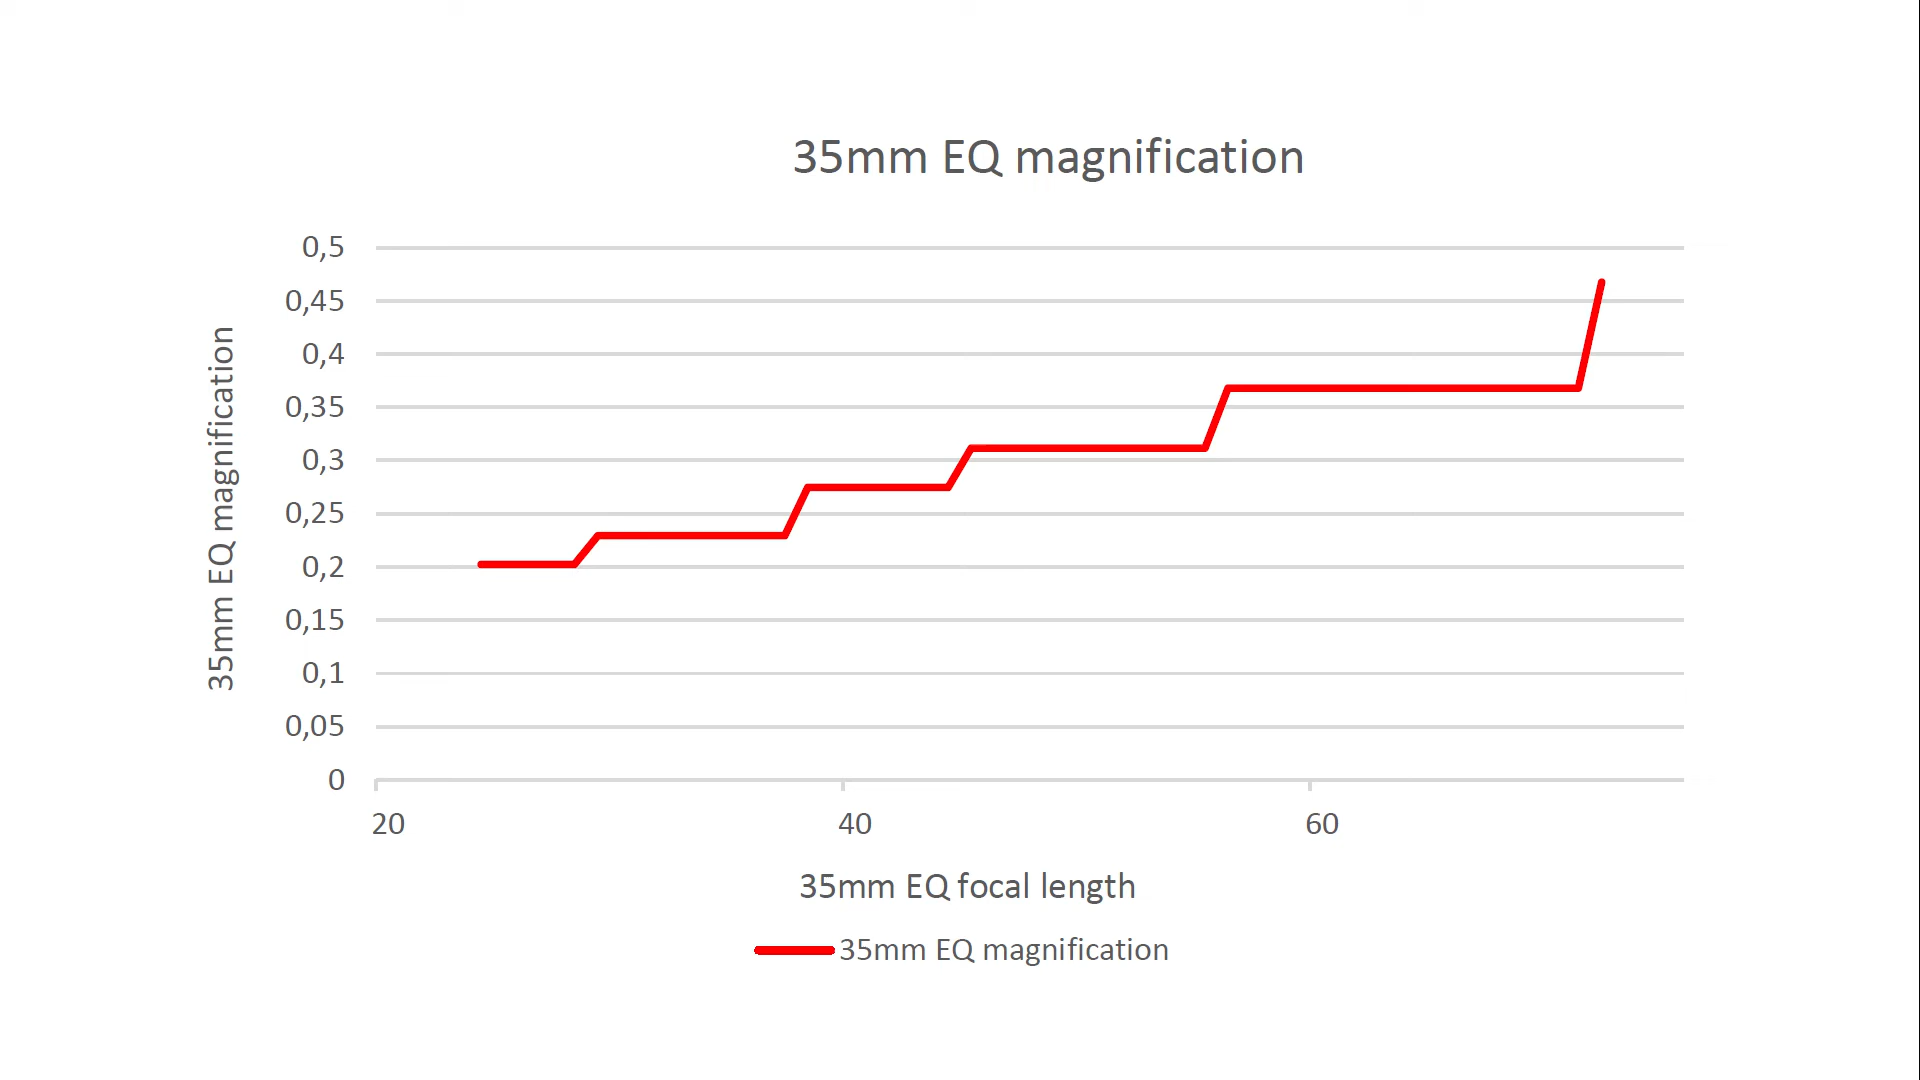 35mm EQ magnification
35mm EQ magnification
0,5
0,45
0,4
0,35
0,3
0,25
0,2
0,15
0,1
0,05
0
20 40 60
35mm EQ focal length
35mm EQ magnification